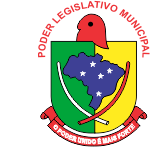 PODER LEGISLATIVO MUNICIPAL
O PODER UNIDO É MAIS FORTE